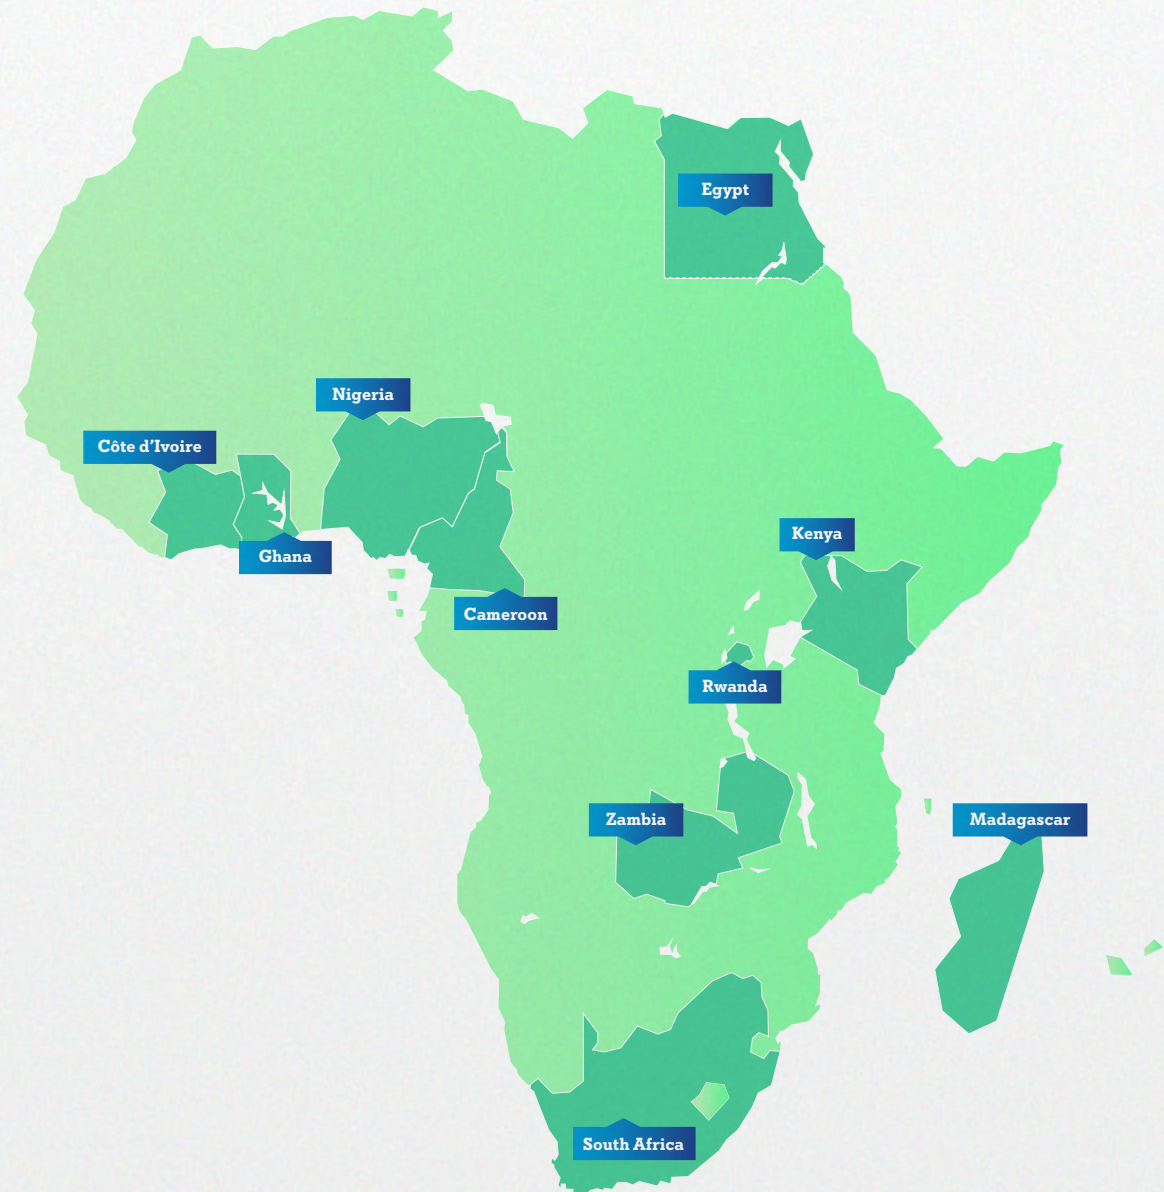 Egypt
Nigeria
Côte d’Ivoire
Kenya
Ghana
Cameroon
Rwanda
Zambia
Madagascar
South Africa